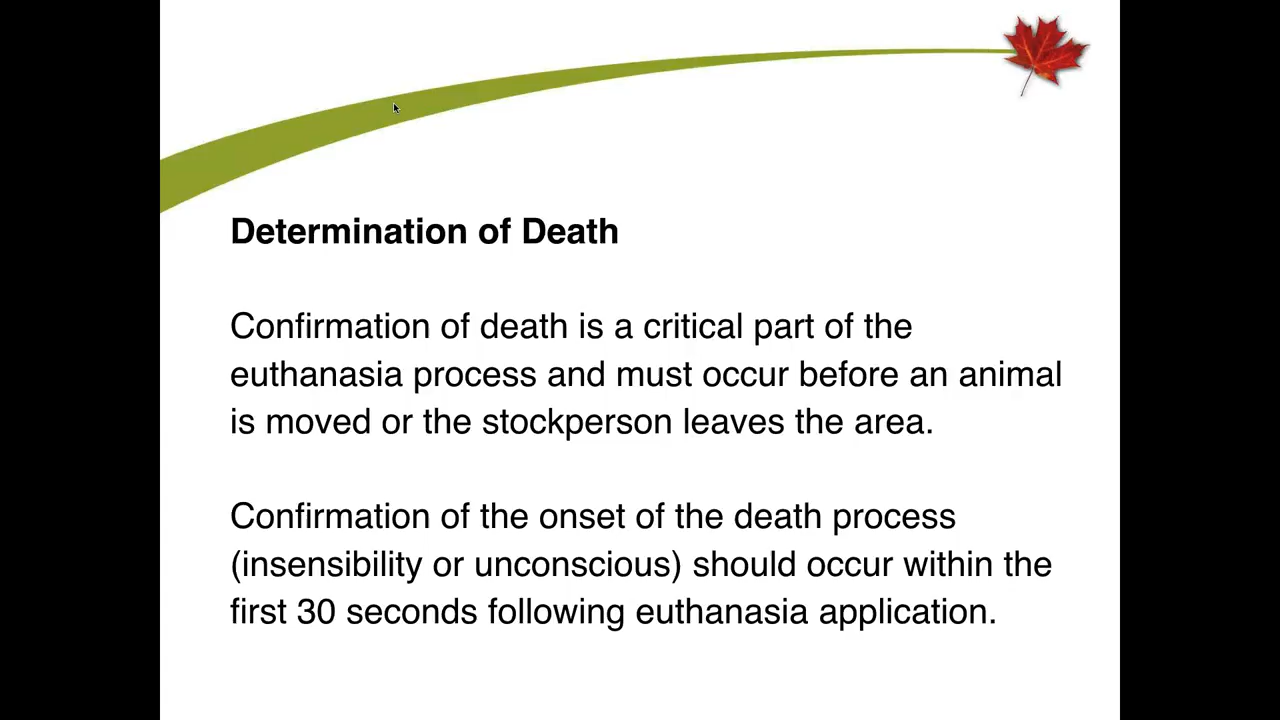 Determination of Death
Confirmation of death is a critical part of the
euthanasia process and must occur before an animal
is moved or the stockperson leaves the area.
Confirmation of the onset of the death process
(insensibility or unconscious) should occur within the
first 30 seconds following euthanasia application.